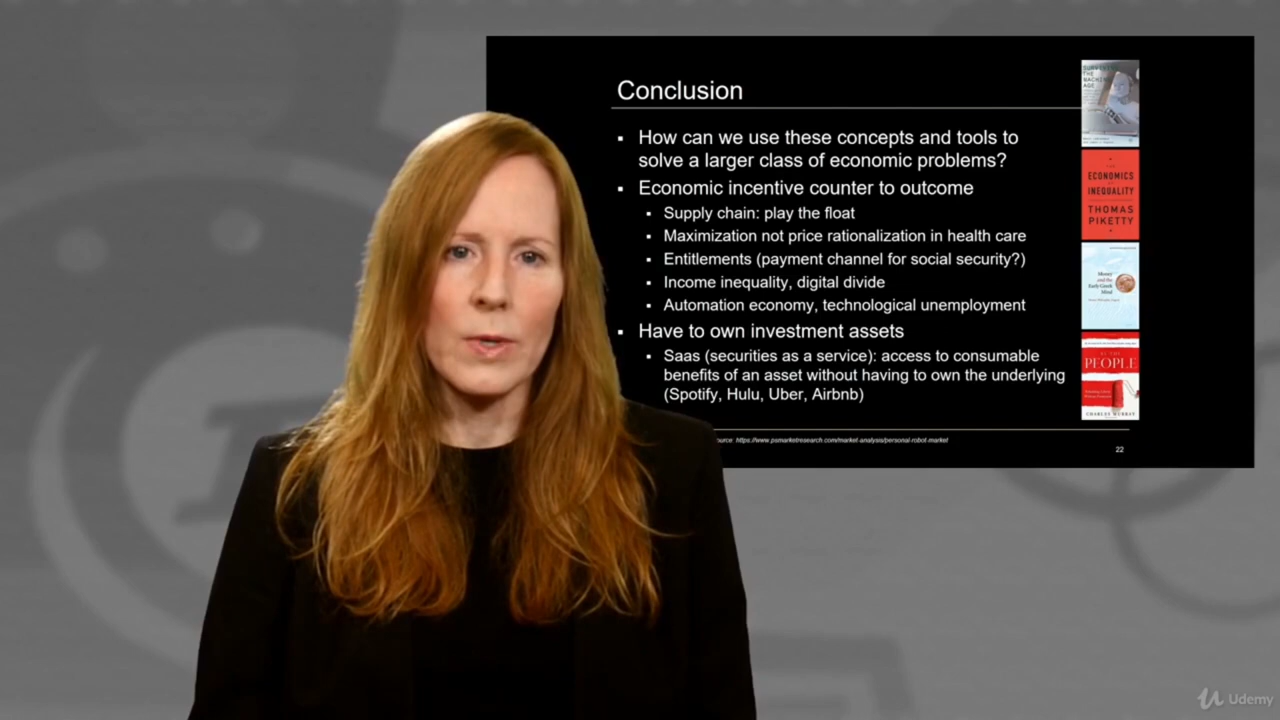 Conclusion
▪ How can we use these concepts and tools to
solve a larger class of economic problems?
▪ Economic incentive counter to outcome
▪ Supply chain: play the float
▪ Maximization not price rationalization in health care
▪ Entitlements (payment channel for social security?)
▪ Income inequality, digital divide
▪ Automation economy, technological unemployment
▪ Have to own investment assets
▪ Saas (securities as a service): access to consumable
benefits of an asset without having to own the underlying
(Spotify, Hulu, Uber, Airbnb)
ource: https://www.psmarketresearch.com/market-analysis/personal-robot-market
22
THE
AGE
ECONOMICS
INEQUALITY
THOMAS
PIKETTY
Money
and the
Early Greek
Mind
BY THE
PEOPLE
CHARLES MURRAY
Udemy